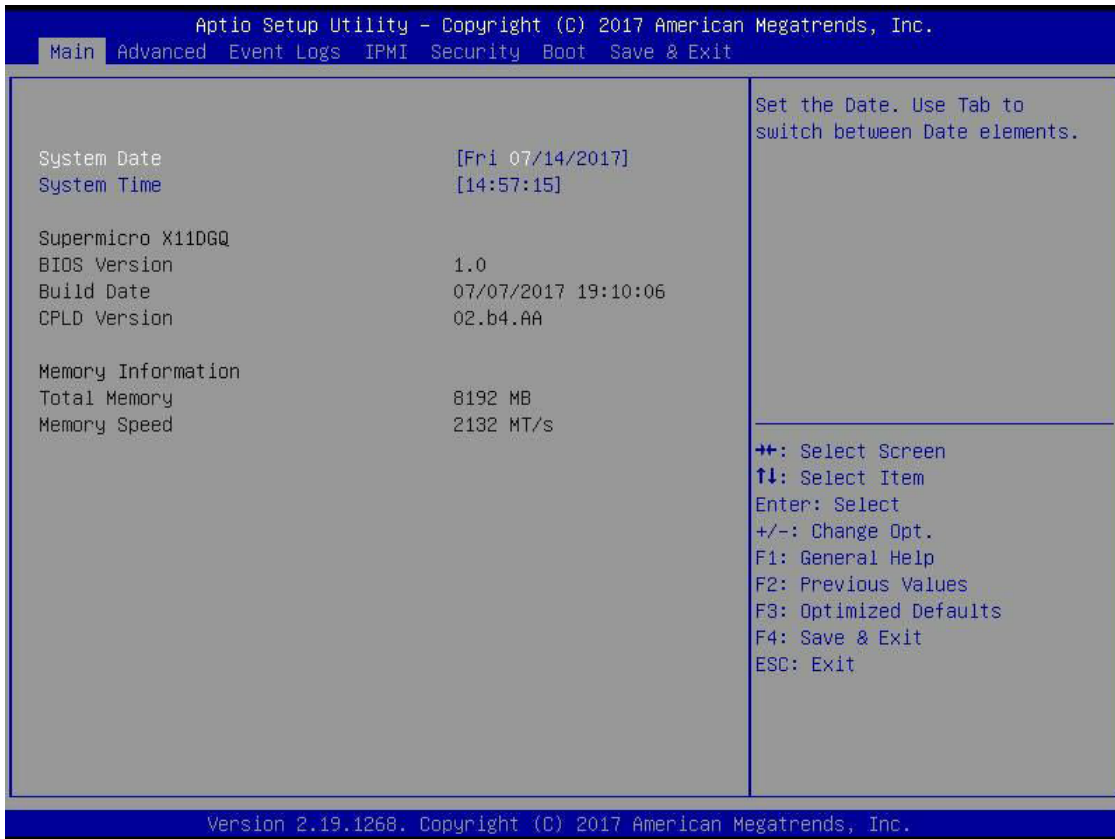 Aptio Setup Utility – Copyright (C) 2017 American Megatrends, Inc.
Main Advanced Event Logs IPMI Security Boot Save & Exit
Set the Date. Use Tab to
switch between Date elements.
System Date [Fri 07/14/2017]
System Time [14:57:15]
Supermicro X11DGQ
BIOS Version 1.0
Build Date 07/07/2017 19:10:06
CPLD Version 02.b4.AA
Memory Information
Total Memory 8192 MB
Memory Speed 2132 MT/s
→←: Select Screen
↑↓: Select Item
Enter: Select
+/-: Change Opt.
F1: General Help
F2: Previous Values
F3: Optimized Defaults
F4: Save & Exit
ESC: Exit
Version 2.19.1268. Copyright (C) 2017 American Megatrends, Inc.